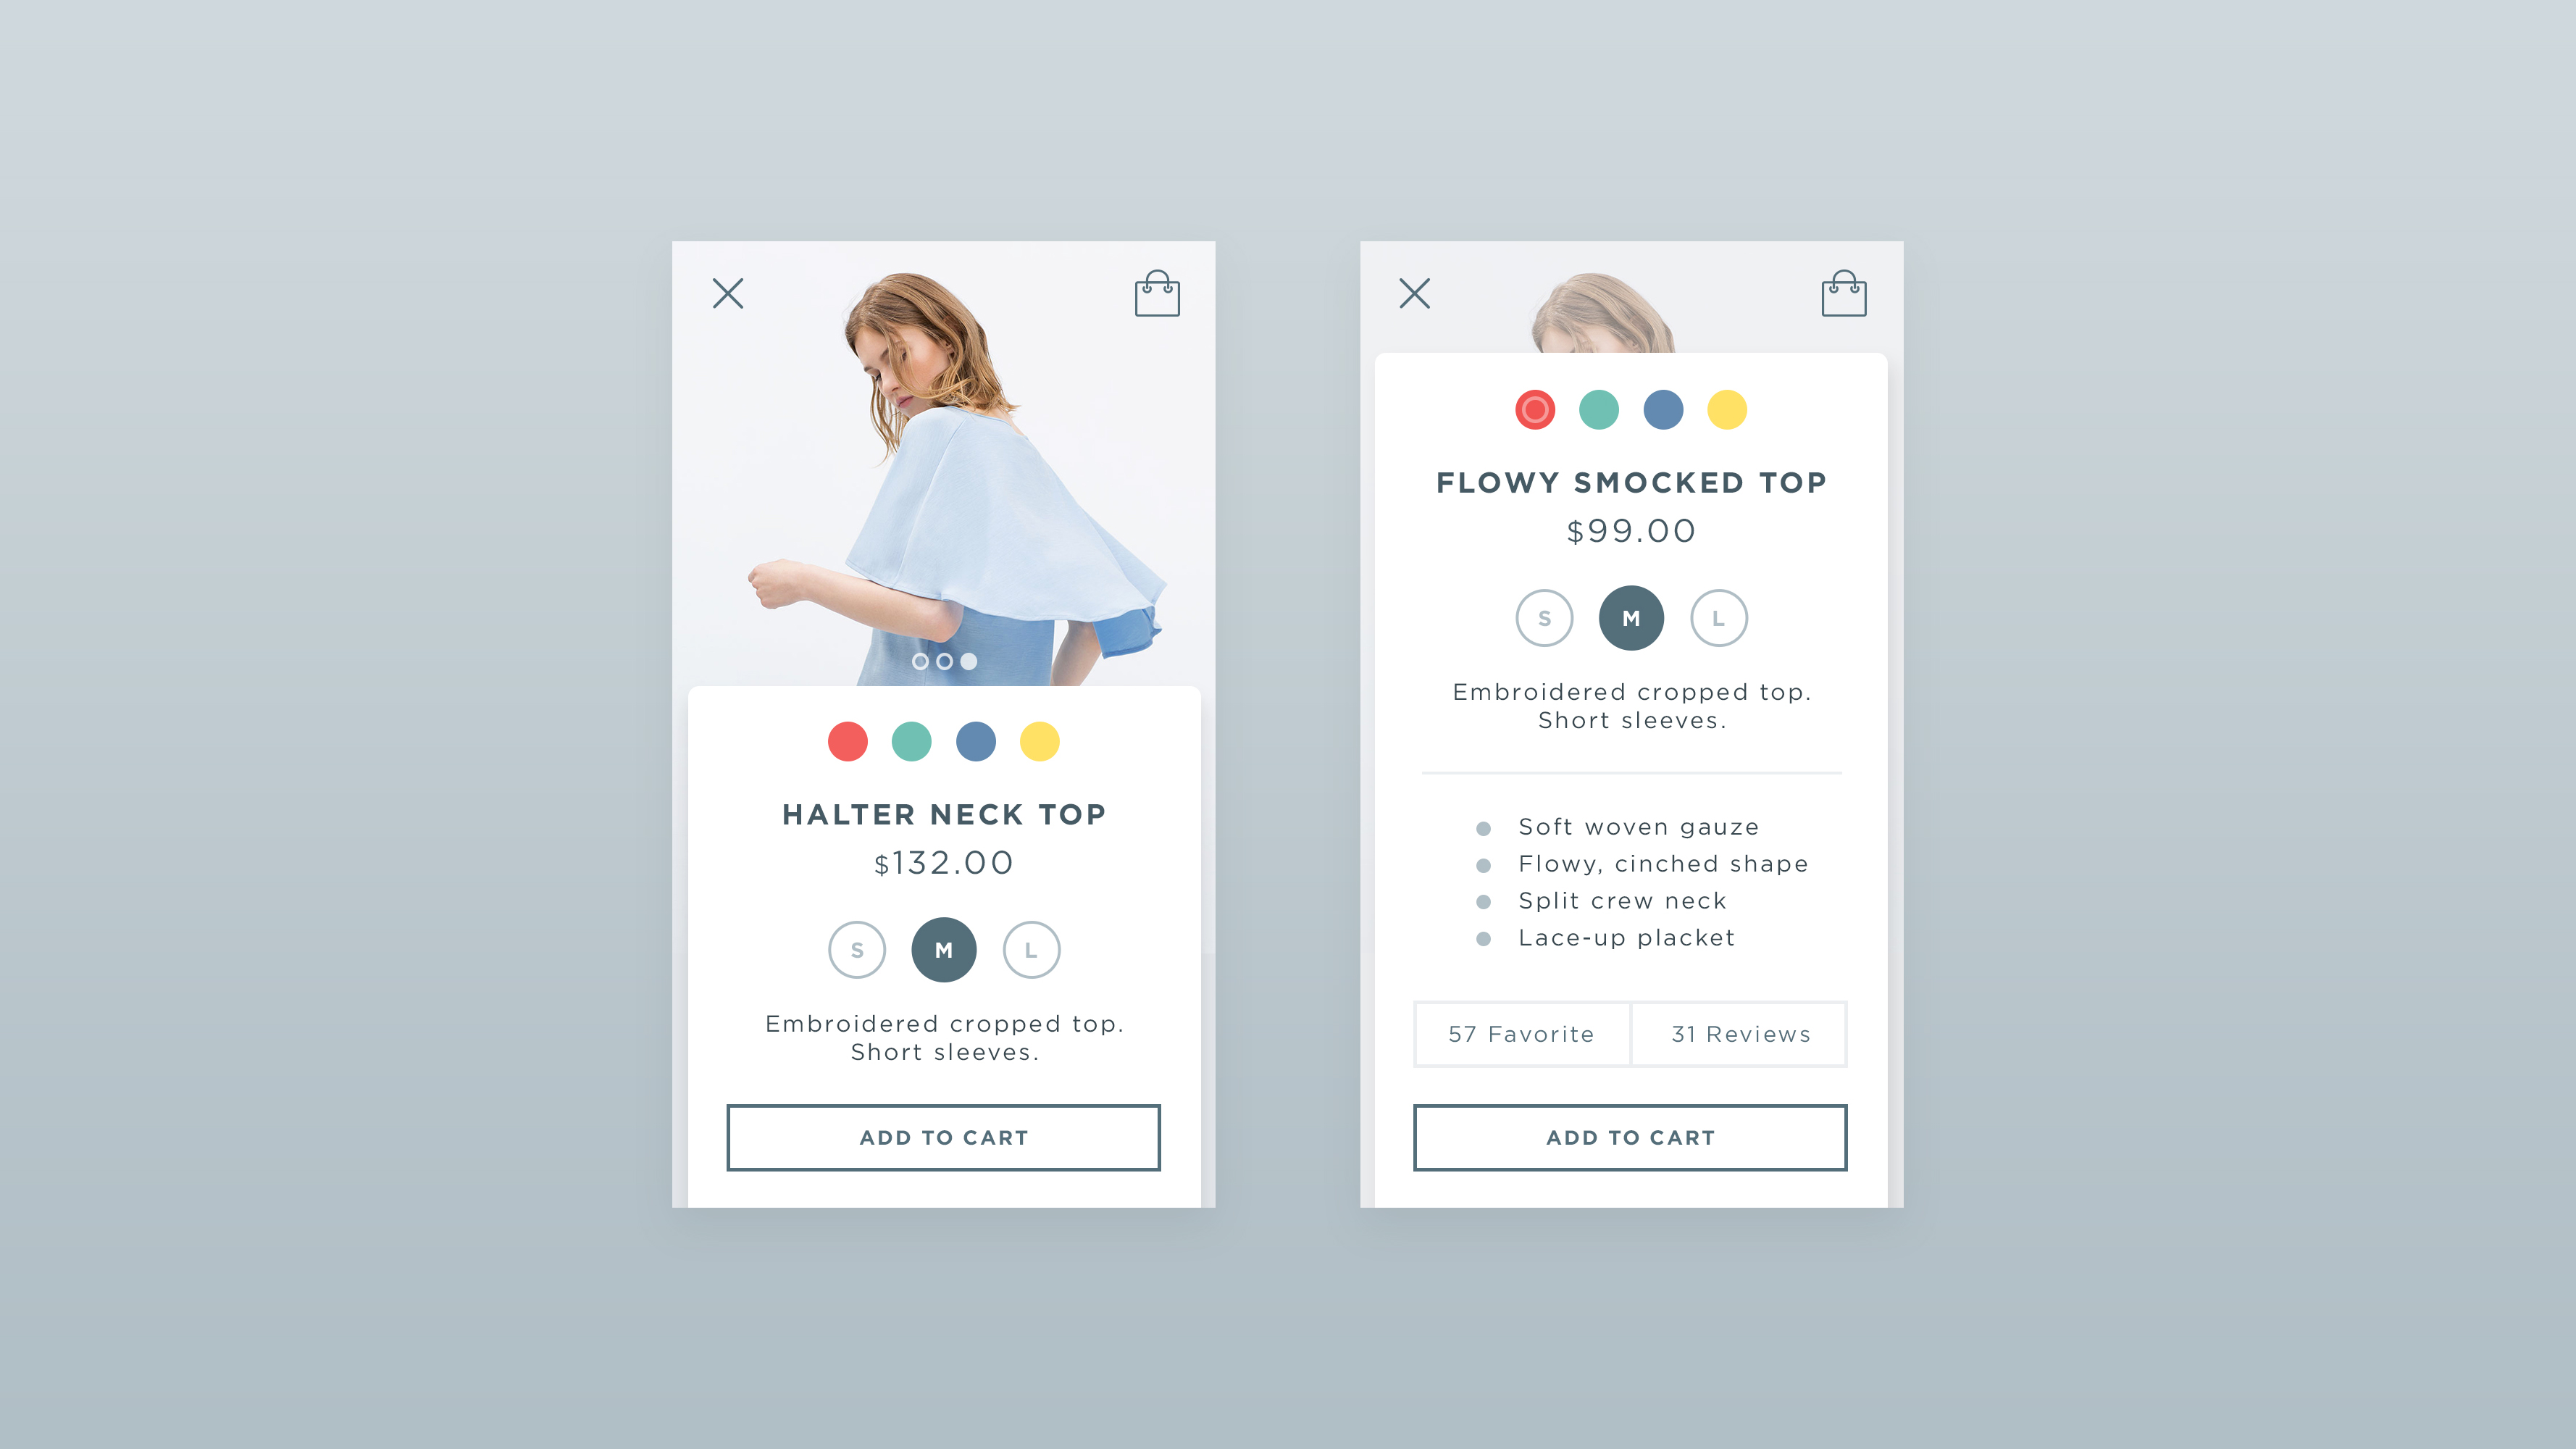 HALTER NECK TOP
$132.00
S M L
Embroidered cropped top.
Short sleeves.
ADD TO CART
FLOWY SMOCKED TOP
$99.00
S M L
Embroidered cropped top.
Short sleeves.
Soft woven gauze
Flowy, cinched shape
Split crew neck
Lace-up placket
57 Favorite 31 Reviews
ADD TO CART